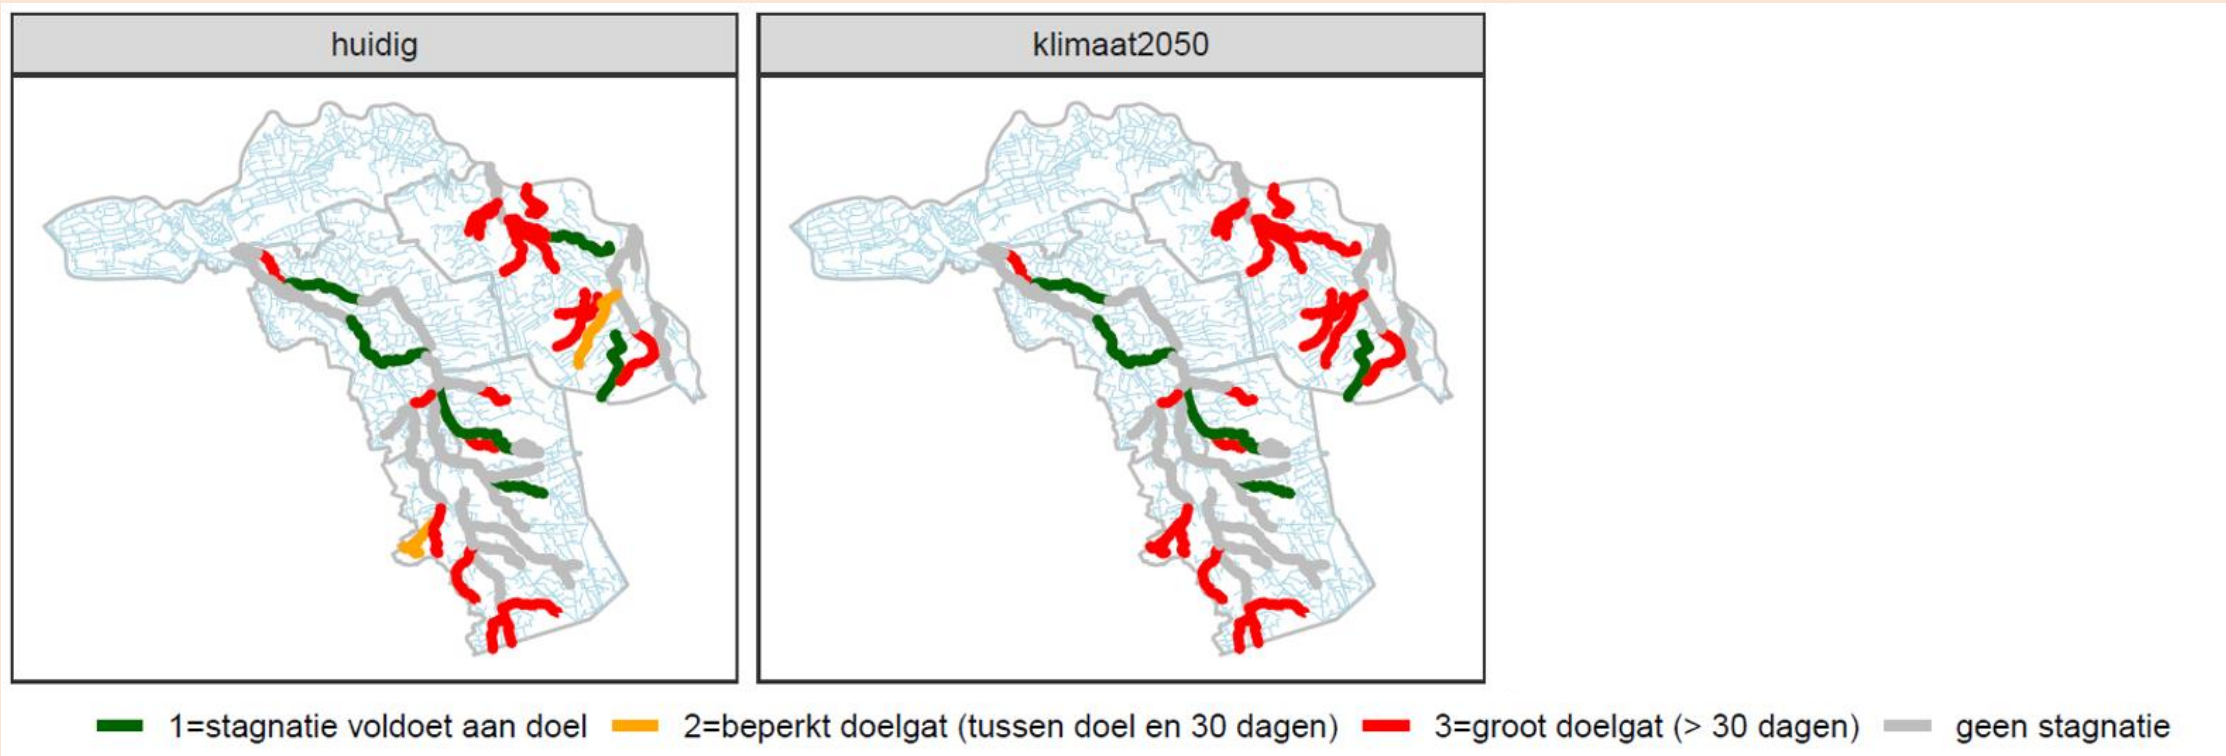 huidig
klimaat2050
1=stagnatie voldoet aan doel
2=beperkt doelgat (tussen doel en 30 dagen)
3=groot doelgat (> 30 dagen)
geen stagnatie